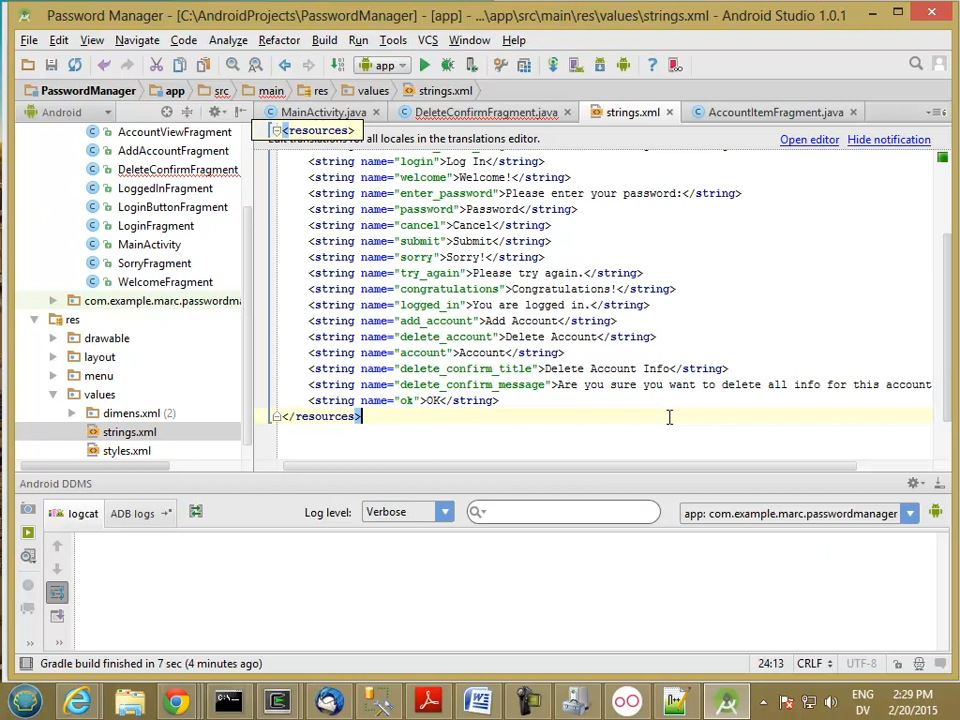 Password Manager - [C:\AndroidProjects\PasswordManager] - [app] - ...\app\src\main\res\values\strings.xml - Android Studio 1.0.1
File Edit View Navigate Code Analyze Refactor Build Run Tools VCS Window Help
app
PasswordManager app src main res values strings.xml
Android MainActivity.java DeleteConfirmFragment.java strings.xml AccountItemFragment.java
<resources>
all locales in the translations editor. Open editor Hide notification
AccountViewFragment
AddAccountFragment
DeleteConfirmFragment
LoggedInFragment
LoginButtonFragment
LoginFragment
MainActivity
SorryFragment
WelcomeFragment
com.example.marc.passwordma
res
drawable
layout
menu
values
dimens.xml (2)
strings.xml
styles.xml
<string name="login">Log In</string>
<string name="welcome">Welcome!</string>
<string name="enter_password">Please enter your password:</string>
<string name="password">Password</string>
<string name="cancel">Cancel</string>
<string name="submit">Submit</string>
<string name="sorry">Sorry!</string>
<string name="try_again">Please try again.</string>
<string name="congratulations">Congratulations!</string>
<string name="logged_in">You are logged in.</string>
<string name="add_account">Add Account</string>
<string name="delete_account">Delete Account</string>
<string name="account">Account</string>
<string name="delete_confirm_title">Delete Account Info</string>
<string name="delete_confirm_message">Are you sure you want to delete all info for this account
<string name="ok">OK</string>
</resources>
Android DDMS
logcat ADB logs Log level: Verbose app: com.example.marc.passwordmanager
Gradle build finished in 7 sec (4 minutes ago) 24:13 CRLF UTF-8
ENG 2:29 PM
DV 2/20/2015